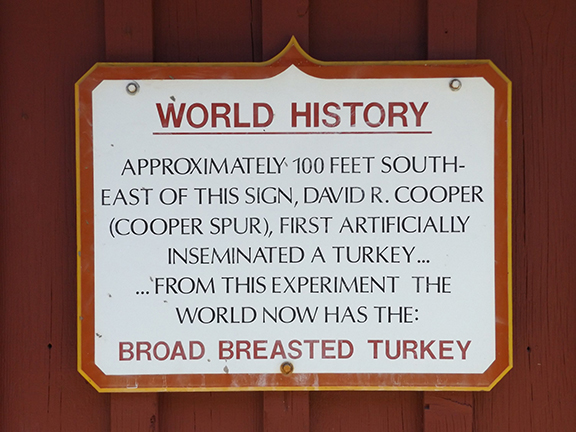 WORLD HISTORY
APPROXIMATELY 100 FEET SOUTH-
EAST OF THIS SIGN, DAVID R. COOPER
(COOPER SPUR), FIRST ARTIFICIALLY
INSEMINATED A TURKEY...
...FROM THIS EXPERIMENT THE
WORLD NOW HAS THE:
BROAD BREASTED TURKEY